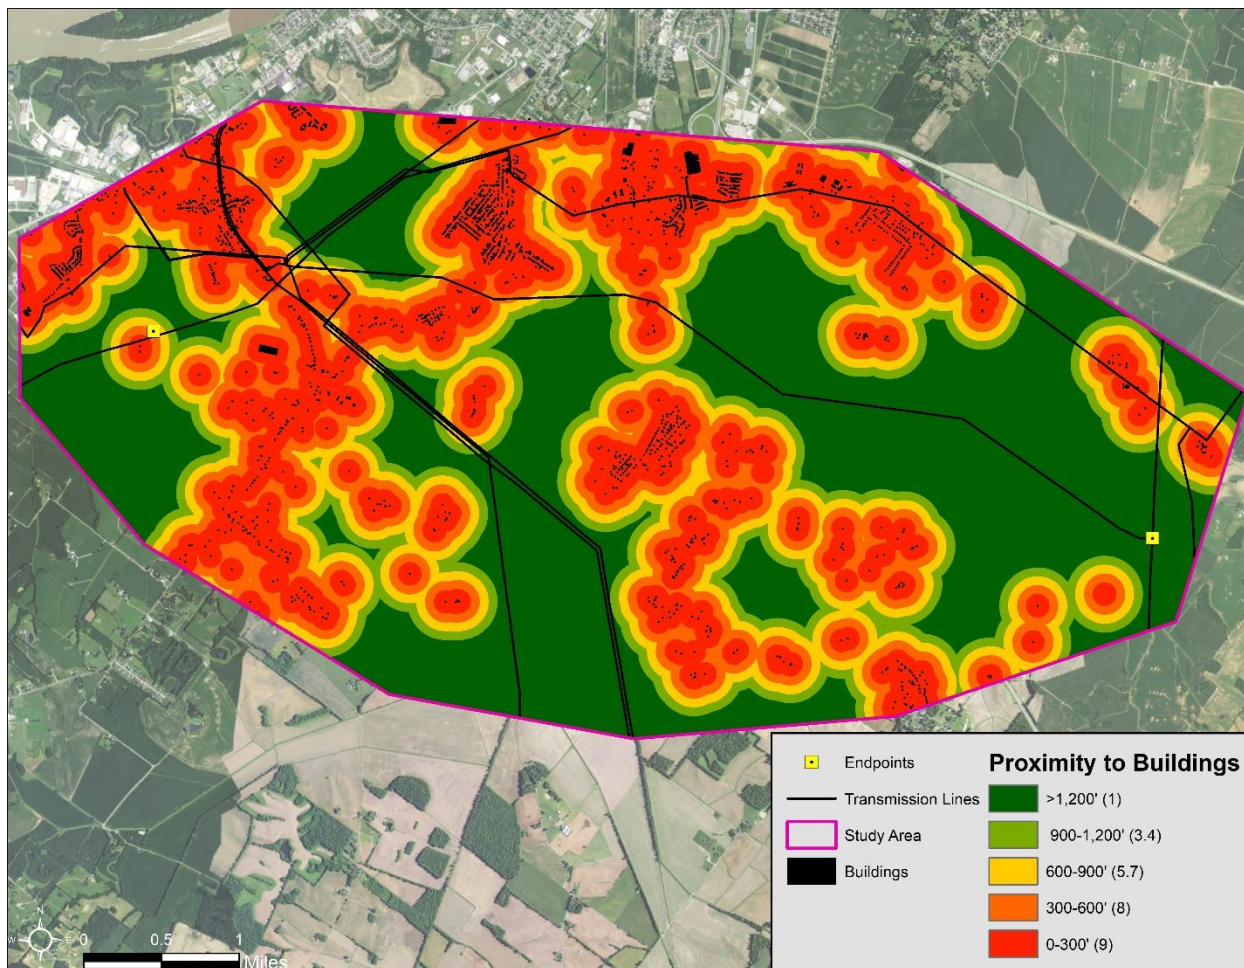 Endpoints
Transmission Lines
Study Area
Buildings
Proximity to Buildings
>1,200' (1)
900-1,200' (3.4)
600-900' (5.7)
300-600' (8)
0-300' (9)
N
W E
S
0 0.5 1
Miles